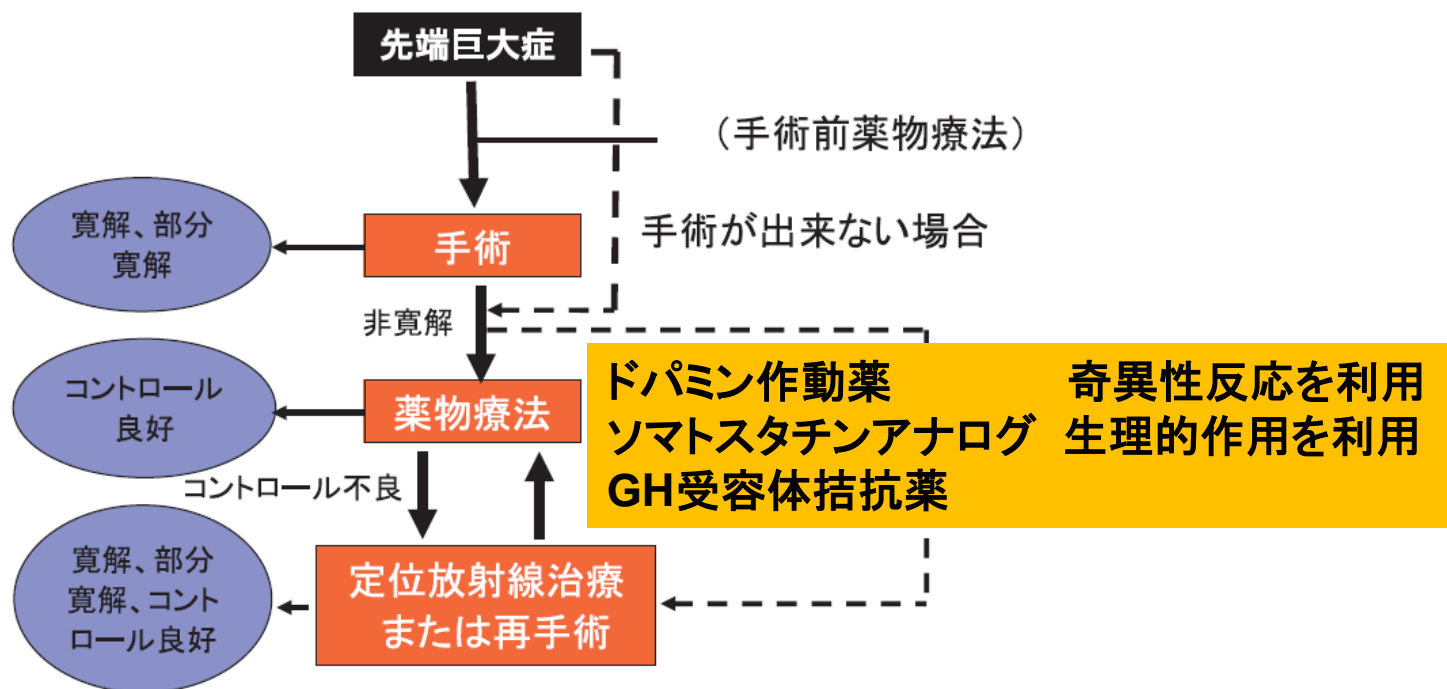 先端巨大症
(手術前薬物療法)
寛解、部分
寛解
手術
手術が出来ない場合
非寛解
コントロール
良好
薬物療法
ドパミン作動薬 奇異性反応を利用
ソマトスタチンアナログ 生理的作用を利用
GH受容体拮抗薬
コントロール不良
寛解、部分
寛解、コント
ロール良好
定位放射線治療
または再手術